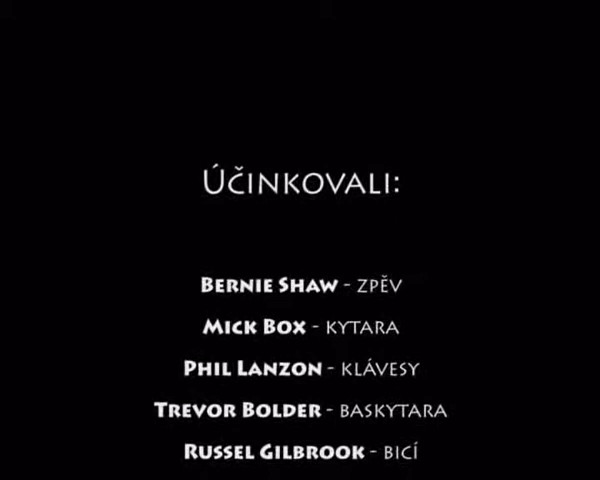 ÚČINKOVALI:
BERNIE SHAW - ZPĚV
MICK BOX - KYTARA
PHIL LANZON - KLÁVESY
TREVOR BOLDER - BASKYTARA
RUSSEL GILBROOK - BICÍ